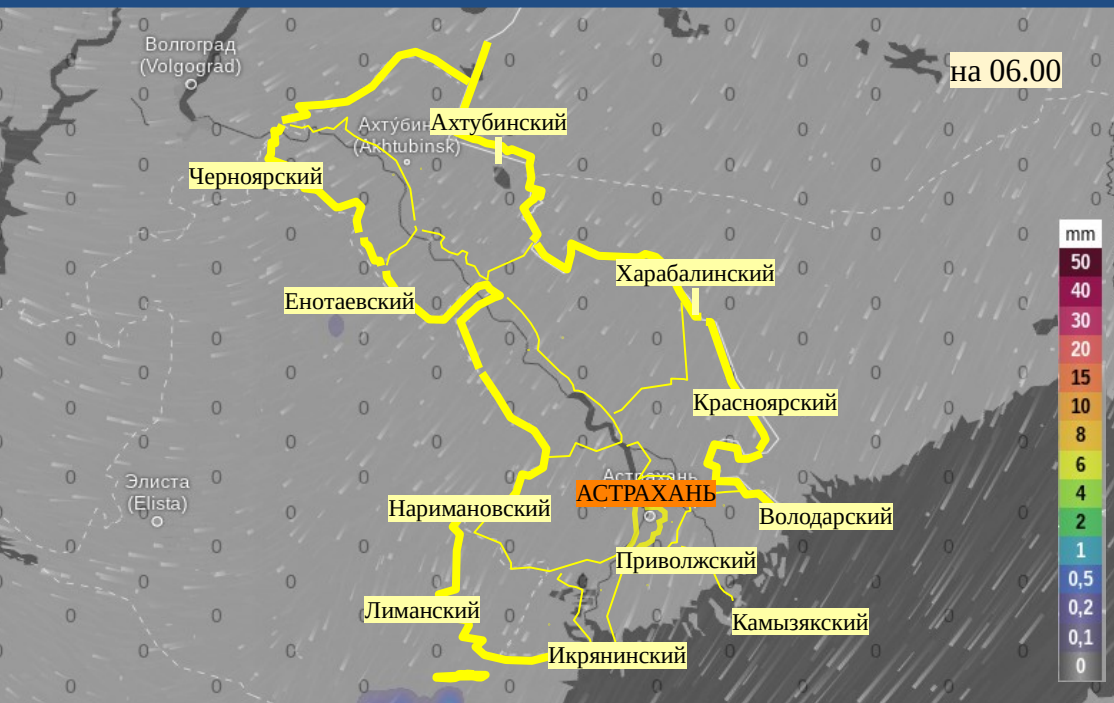 Волгоград
(Volgograd)
на 06.00
Ахтубинский
(Akhtubinsk)
Черноярский
Харабалинский
Енотаевский
Красноярский
Элиста
(Elista)
Астрахань
АСТРАХАНЬ
Наримановский
Володарский
Приволжский
Лиманский
Камызякский
Икрянинский
mm
50
40
30
20
15
10
8
6
4
2
1
0,5
0,2
0,1
0